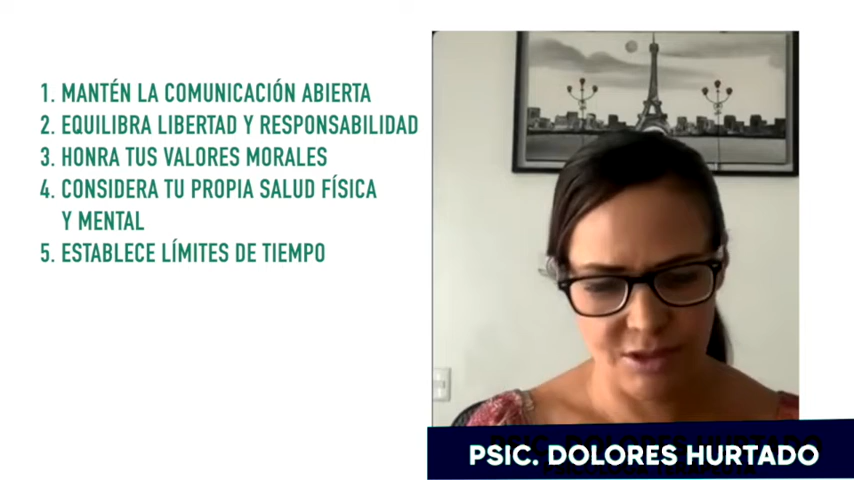 1. MANTÉN LA COMUNICACIÓN ABIERTA
2. EQUILIBRA LIBERTAD Y RESPONSABILIDAD
3. HONRA TUS VALORES MORALES
4. CONSIDERA TU PROPIA SALUD FÍSICA
Y MENTAL
5. ESTABLECE LÍMITES DE TIEMPO
PSIC. DOLORES HURTADO